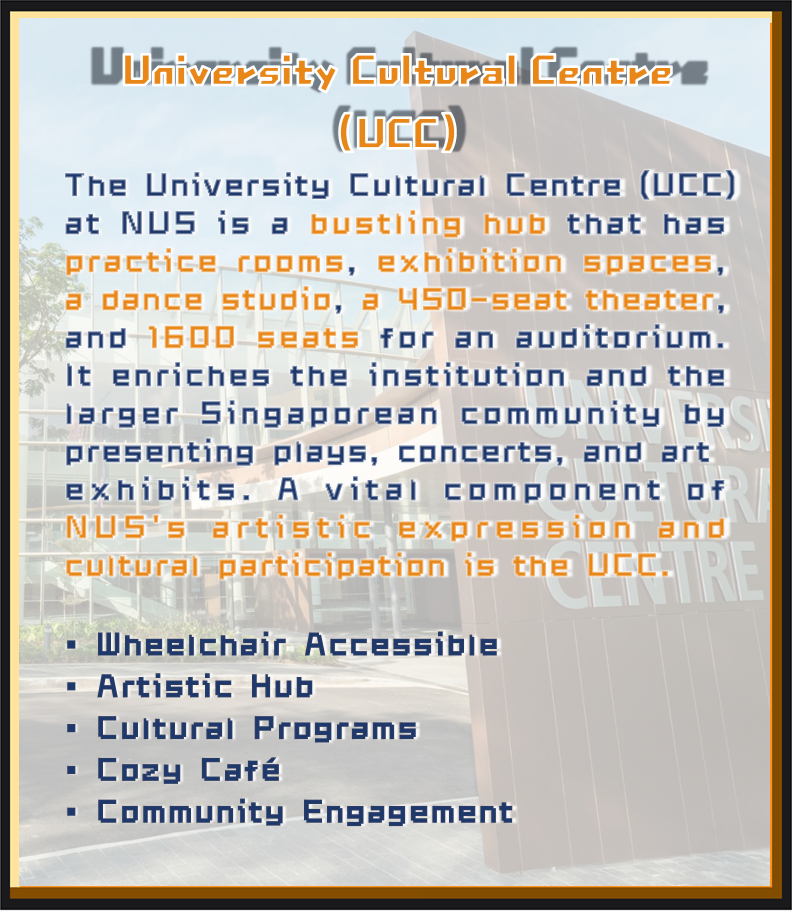 University Cultural Centre
(UCC)
The University Cultural Centre (UCC)
at NUS is a bustling hub that has
practice rooms, exhibition spaces,
a dance studio, a 450-seat theater,
and 1600 seats for an auditorium.
It enriches the institution and the
larger Singaporean community by
presenting plays, concerts, and art
exhibits. A vital component of
NUS's artistic expression and
cultural participation is the UCC.
UNIVERSI
CULTURA
CENTRE
▪ Wheelchair Accessible
▪ Artistic Hub
▪ Cultural Programs
▪ Cozy Café
▪ Community Engagement